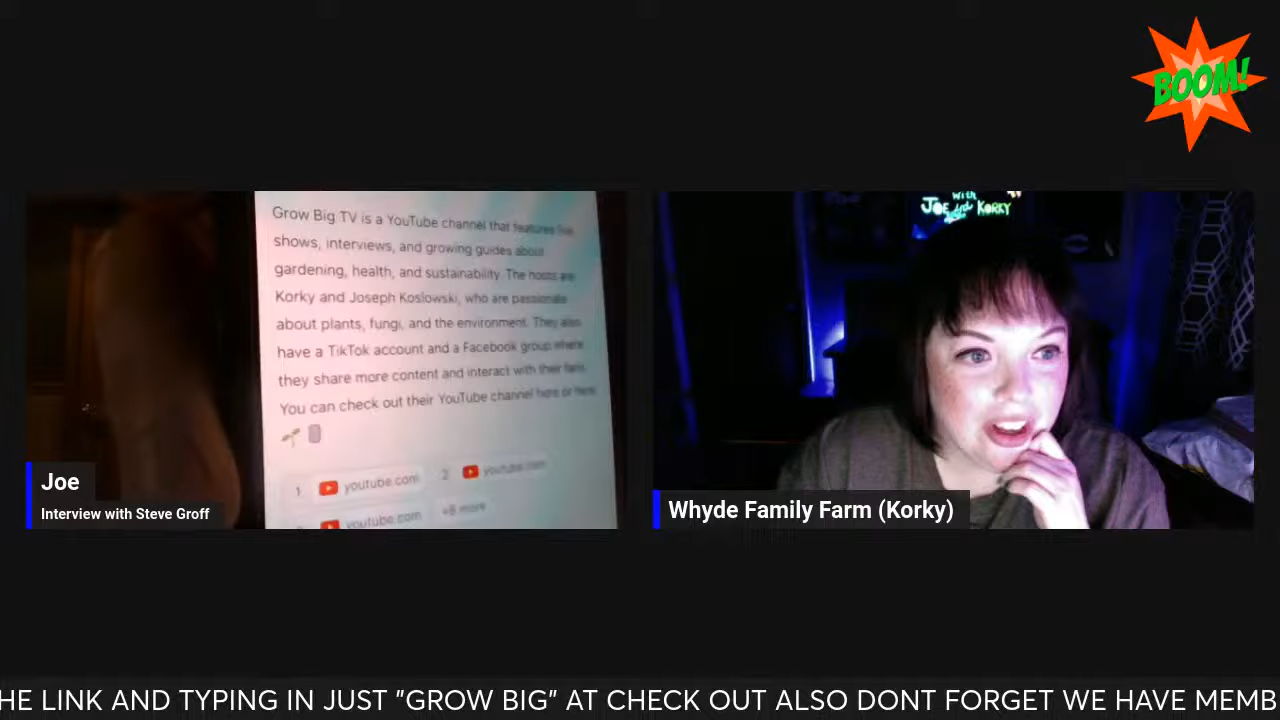 BOOM!
Grow Big TV is a YouTube channel that features live
shows, interviews, and growing guides about
gardening, health, and sustainability. The hosts are
Korky and Joseph Koslowski, who are passionate
about plants, fungi, and the environment. They also
have a TikTok account and a Facebook group where
they share more content and interact with their fans.
You can check out their YouTube channel here or here.
1 youtube.com 2 youtube.com
youtube.com +8 more
with
JOE and KORKY
Joe
Interview with Steve Groff
Whyde Family Farm (Korky)
HE LINK AND TYPING IN JUST "GROW BIG" AT CHECK OUT ALSO DONT FORGET WE HAVE MEMB